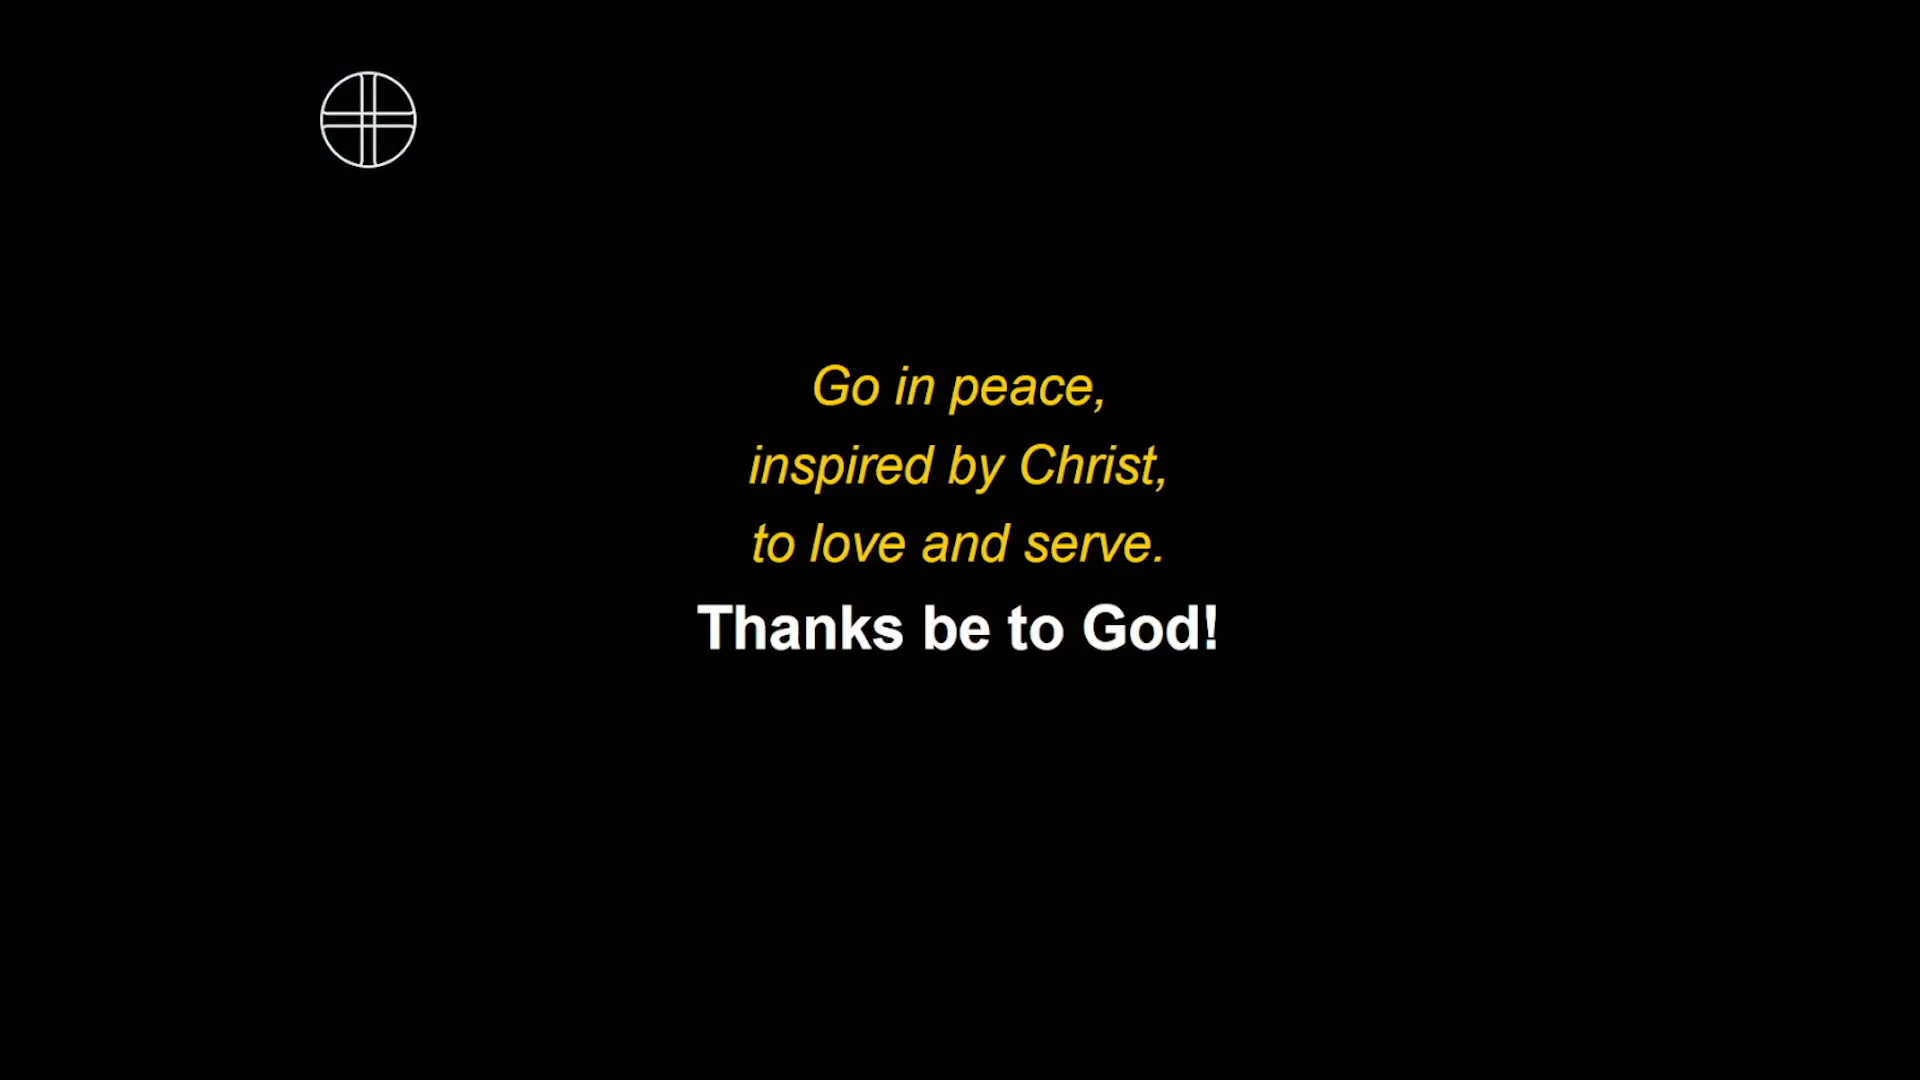 Go in peace,
inspired by Christ,
to love and serve.
Thanks be to God!